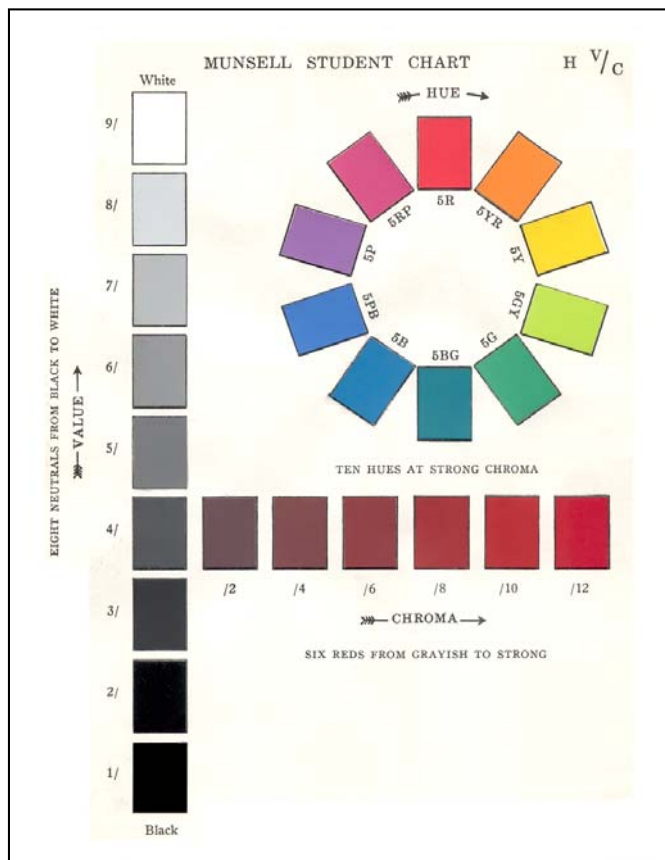 MUNSELL STUDENT CHART
H V/C
White
9/
8/
7/
6/
5/
4/
3/
2/
1/
Black
EIGHT NEUTRALS FROM BLACK TO WHITE
VALUE
HUE
5R
5YR
5Y
5GY
5G
5BG
5B
5PB
5P
5RP
TEN HUES AT STRONG CHROMA
/2 /4 /6 /8 /10 /12
CHROMA
SIX REDS FROM GRAYISH TO STRONG